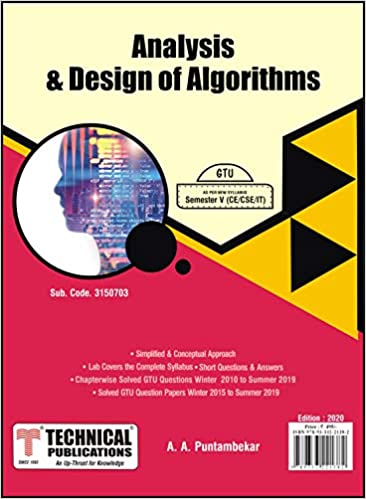 Analysis
& Design of Algorithms
GTU
AS PER NEW SYLLABUS
Semester V (CE/CSE/IT)
Sub. Code. 3150703
• Simplified & Conceptual Approach
• Lab Covers the Complete Syllabus • Short Questions & Answers
• Chapterwise Solved GTU Questions Winter 2010 to Summer 2019
• Solved GTU Question Papers Winter 2015 to Summer 2019
Edition : 2020
TECHNICAL
PUBLICATIONS
SINCE 1993
An Up-Thrust for Knowledge
A. A. Puntambekar